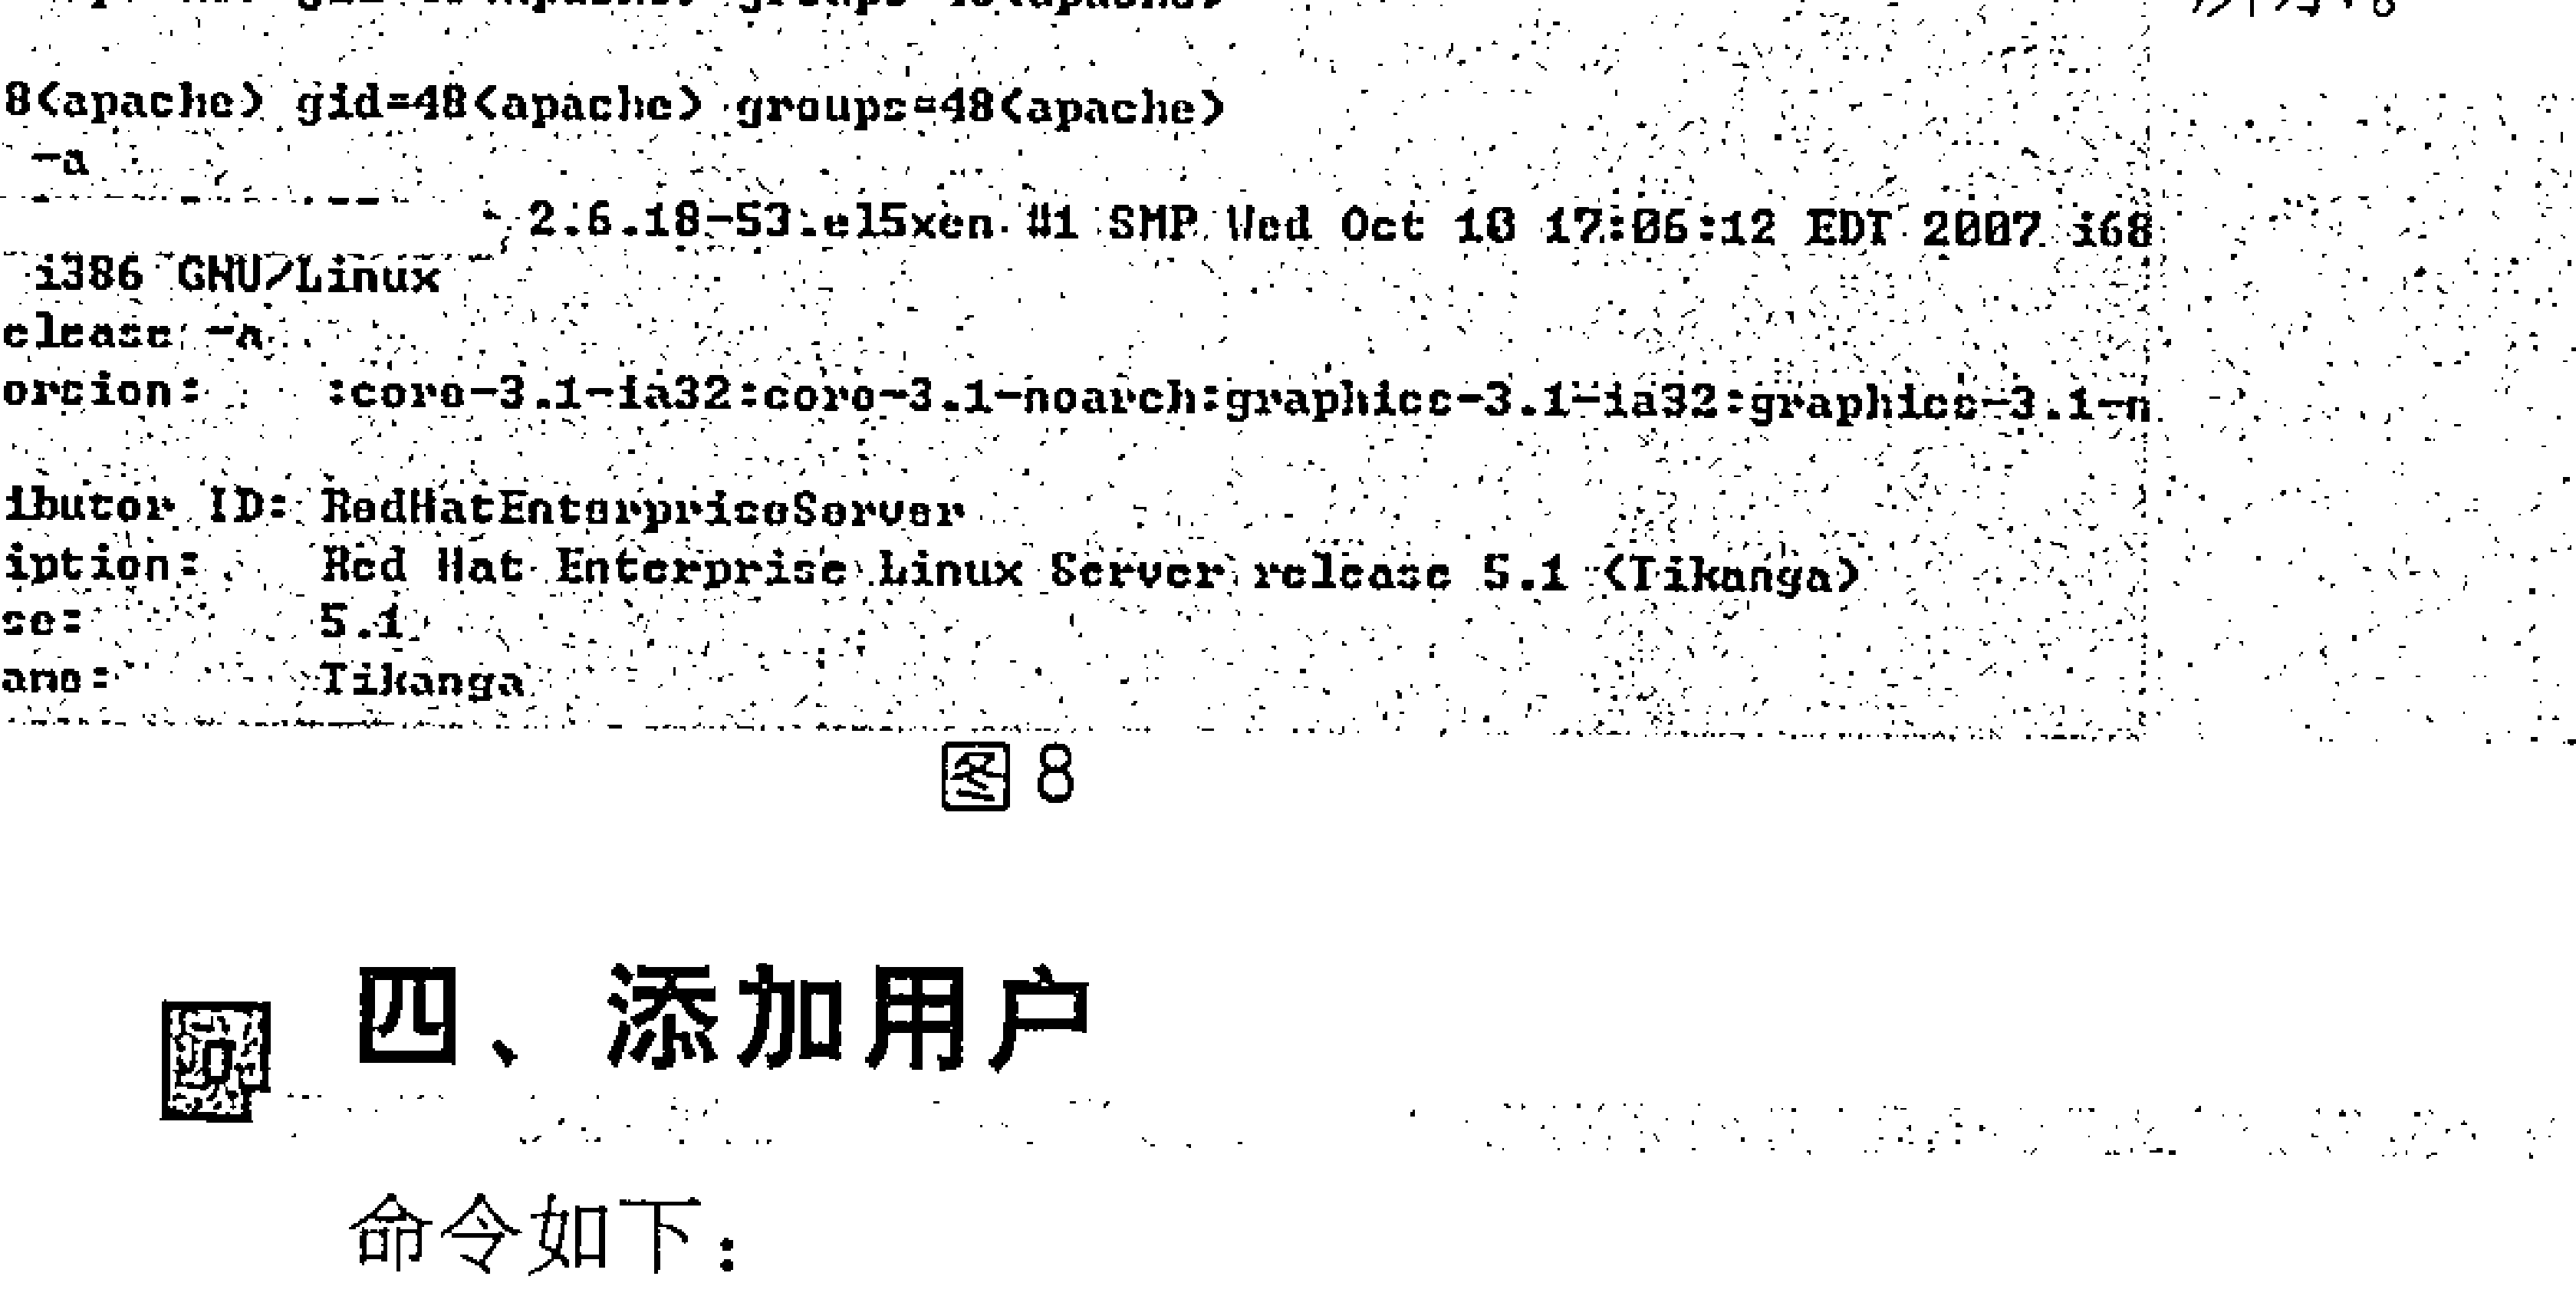 8(apache) gid=48(apache) groups=48(apache)
-a
2.6.18-53.el5xen #1 SMP Wed Oct 10 17:06:12 EDT 2007 i68
i386 GNU/Linux
elease -a
ersion: :core-3.1-ia32:core-3.1-noarch:graphics-3.1-ia32:graphics-3.1-n
ibutor ID: RedHatEnterpriseServer
iption: Red Hat Enterprise Linux Server release 5.1 (Tikanga)
se: 5.1
ame: Tikanga
图 8
四、添加用户
命令如下：